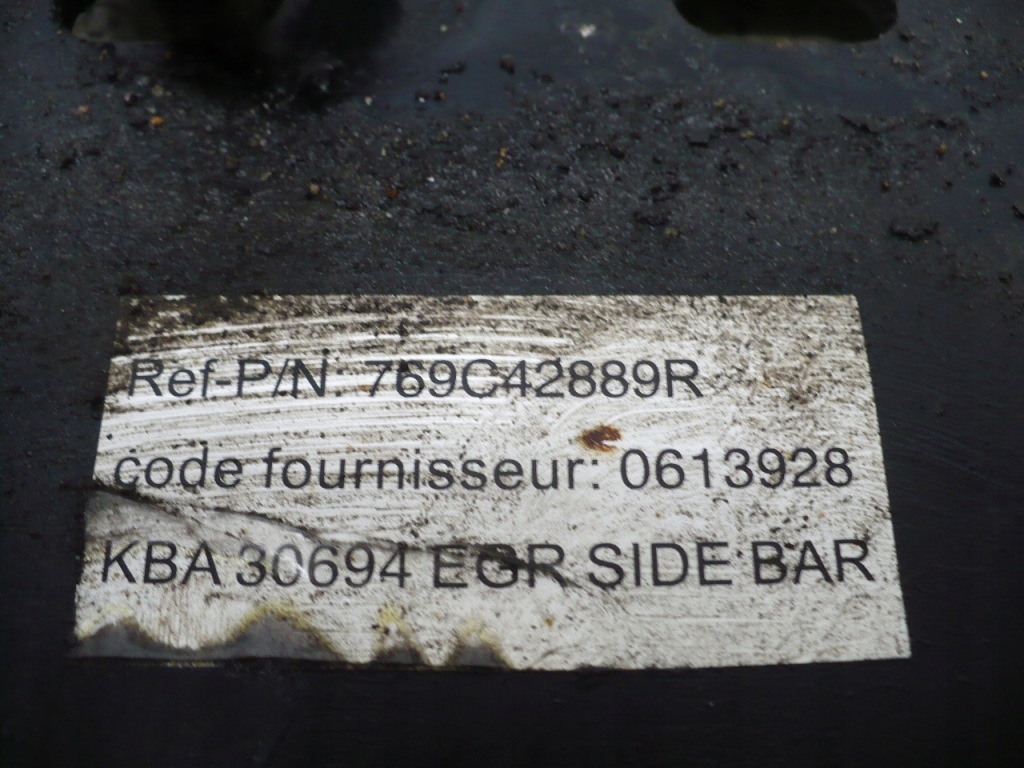 Ref-P/N: 769C42889R
code fournisseur: 0613928
KBA 30694 EGR SIDE BAR